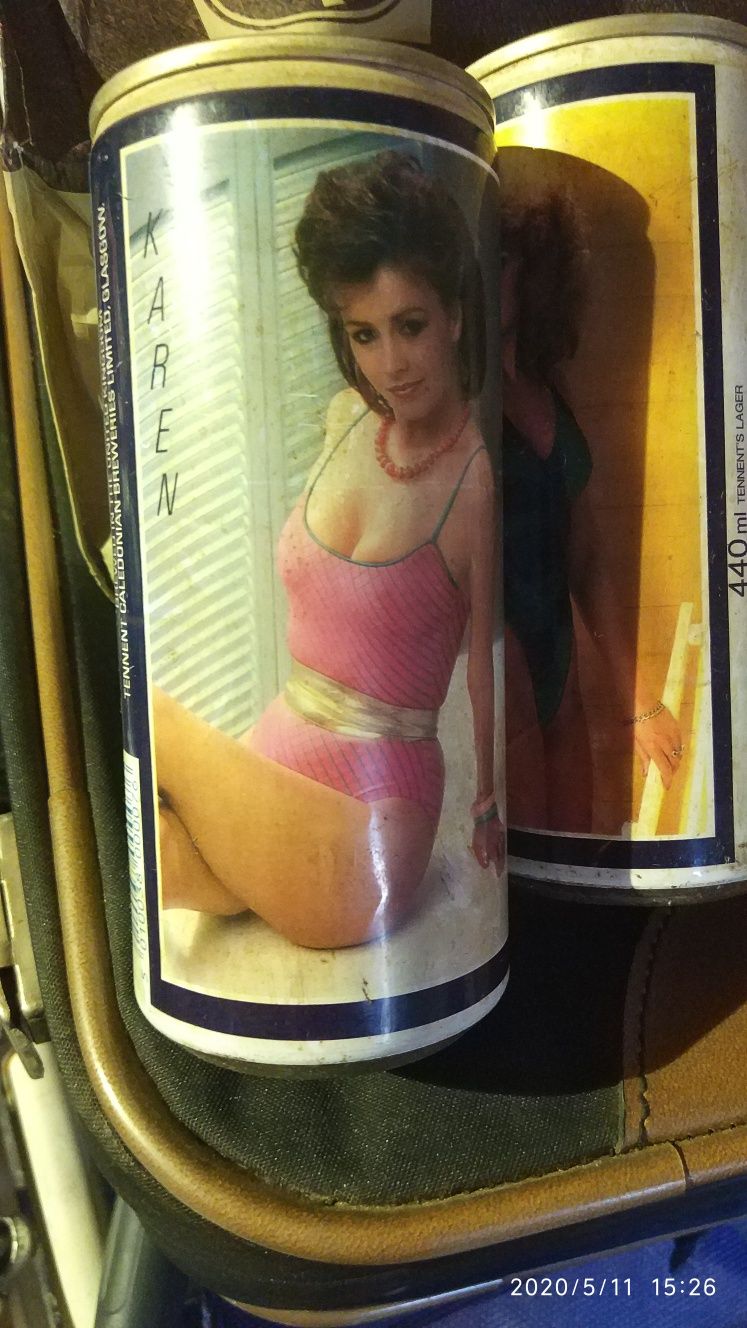 KAREN
TENNENT CALEDONIAN BREWERIES LIMITED, GLASGOW.
440 ml TENNENT'S LAGER
2020/5/11 15:26